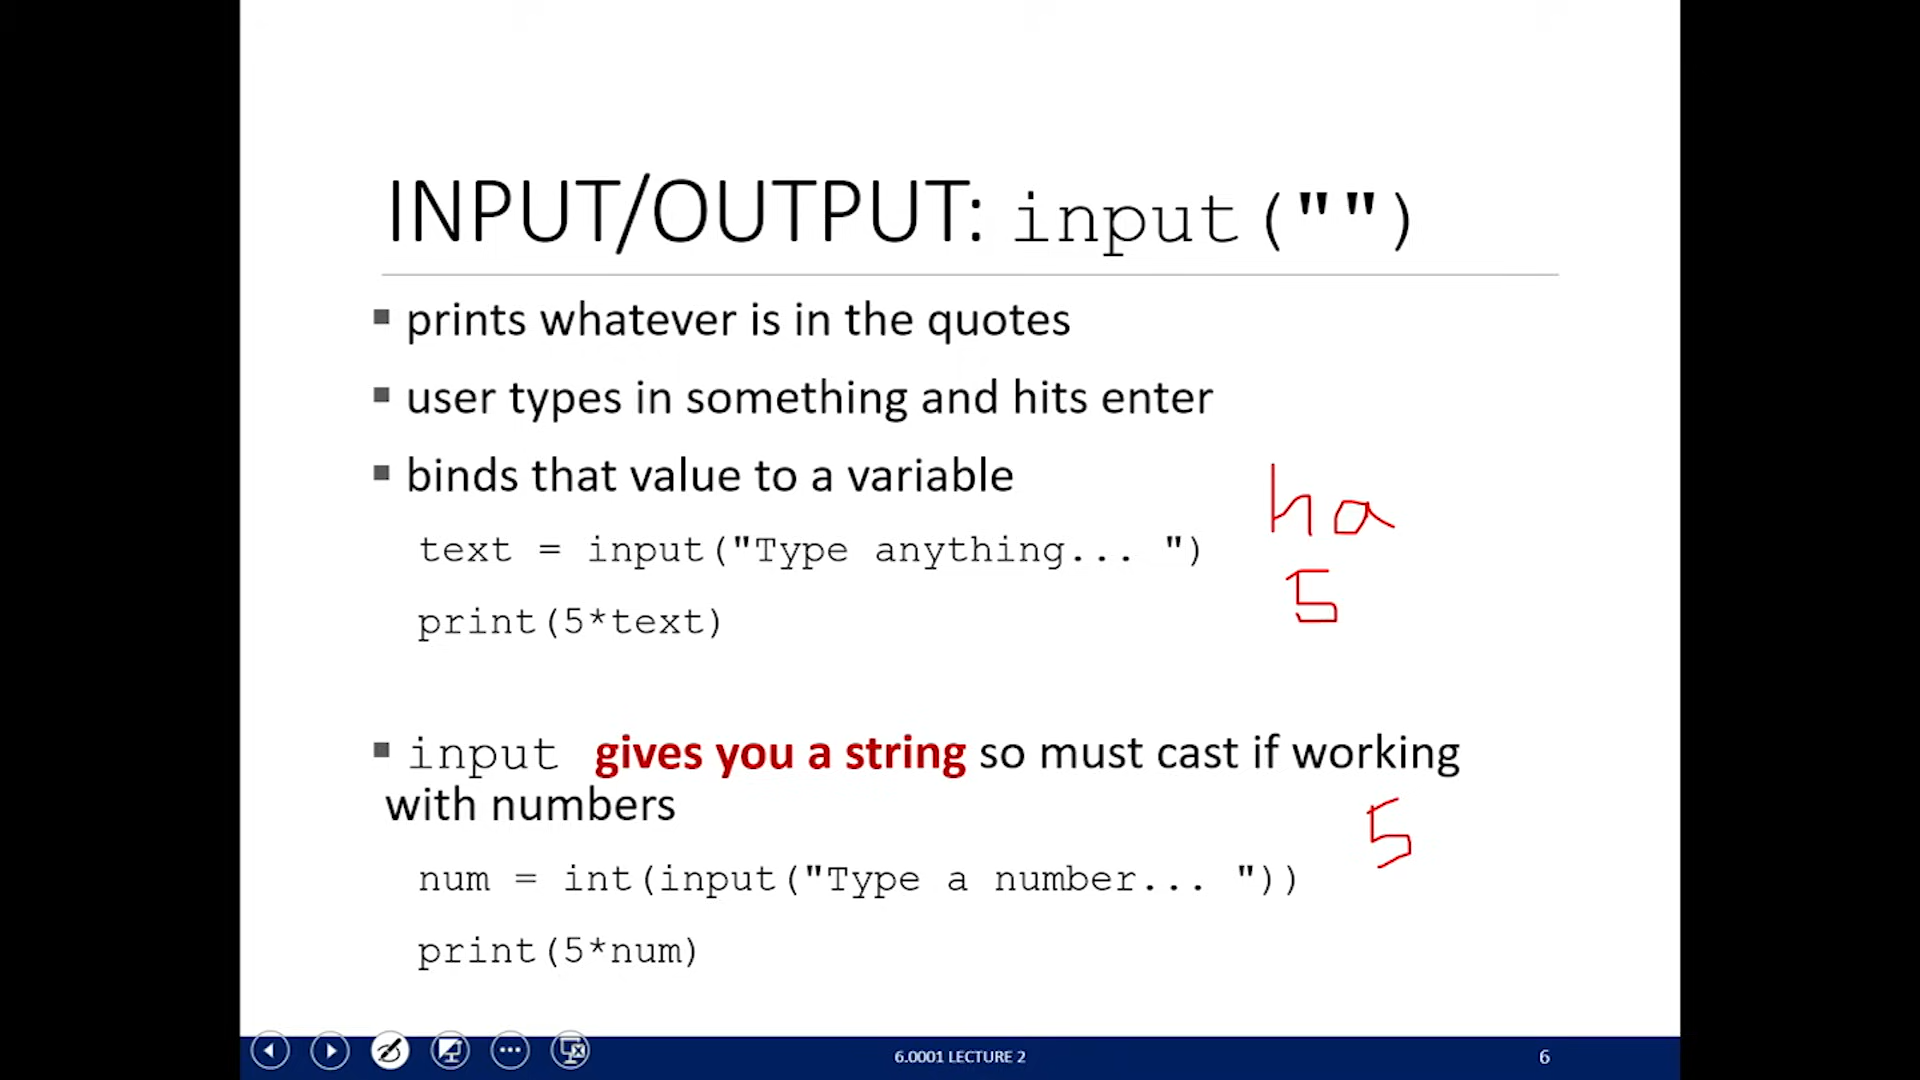 INPUT/OUTPUT: input("")
▪ prints whatever is in the quotes
▪ user types in something and hits enter
▪ binds that value to a variable
ha
text = input("Type anything... ")
5
print(5*text)
▪ input gives you a string so must cast if working
with numbers
5
num = int(input("Type a number... "))
print(5*num)
6.0001 LECTURE 2
6